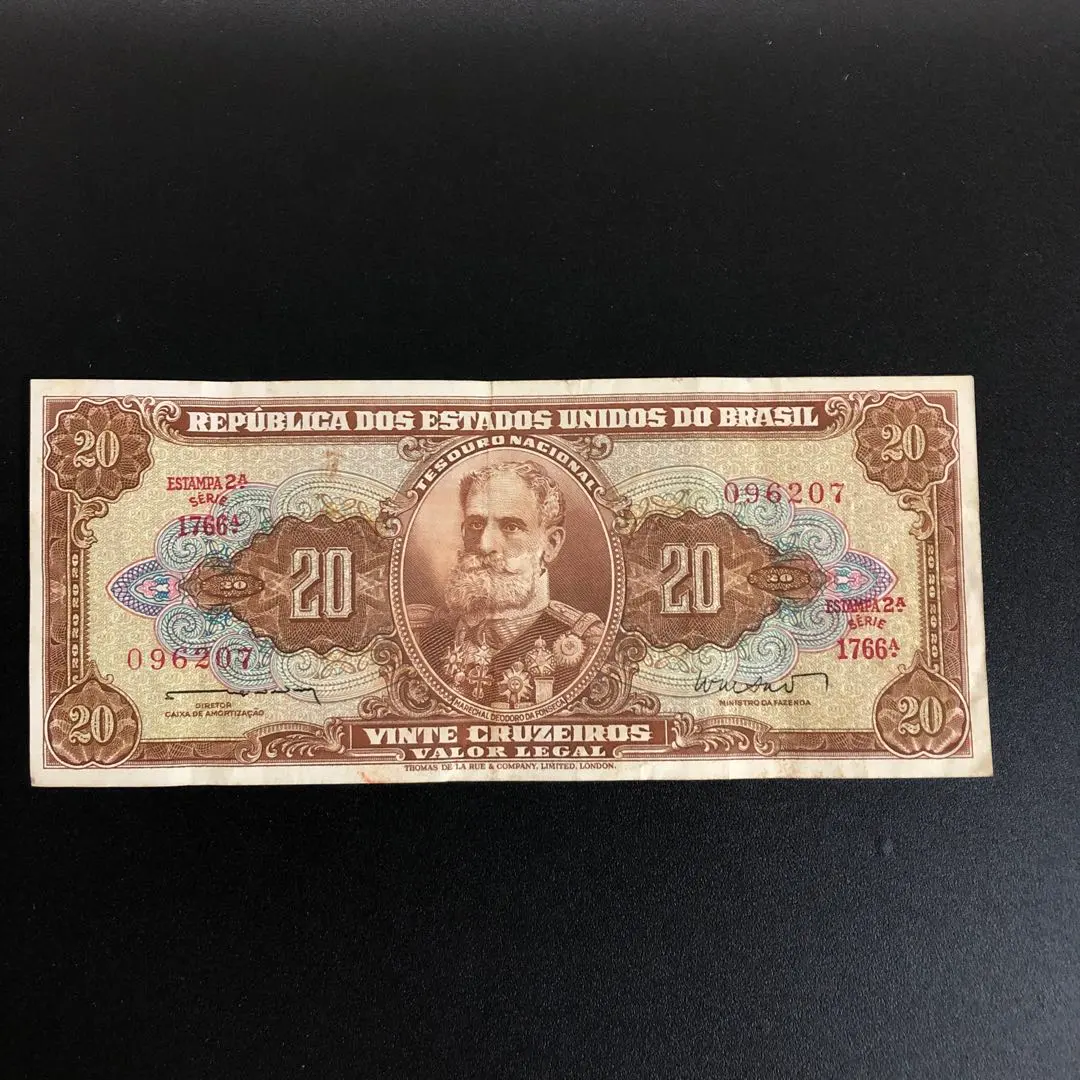 REPÚBLICA DOS ESTADOS UNIDOS DO BRASIL
TESOURO NACIONAL
20
20
ESTAMPA 2A
SÉRIE
1766A
096207
20
20
20
20
ESTAMPA 2A
SÉRIE
1766A
096207
DIRETOR
CAIXA DE AMORTIZAÇÃO
MINISTRO DA FAZENDA
MARECHAL DEODORO DA FONSECA
20
20
VINTE CRUZEIROS
VALOR LEGAL
THOMAS DE LA RUE & COMPANY, LIMITED, LONDON.